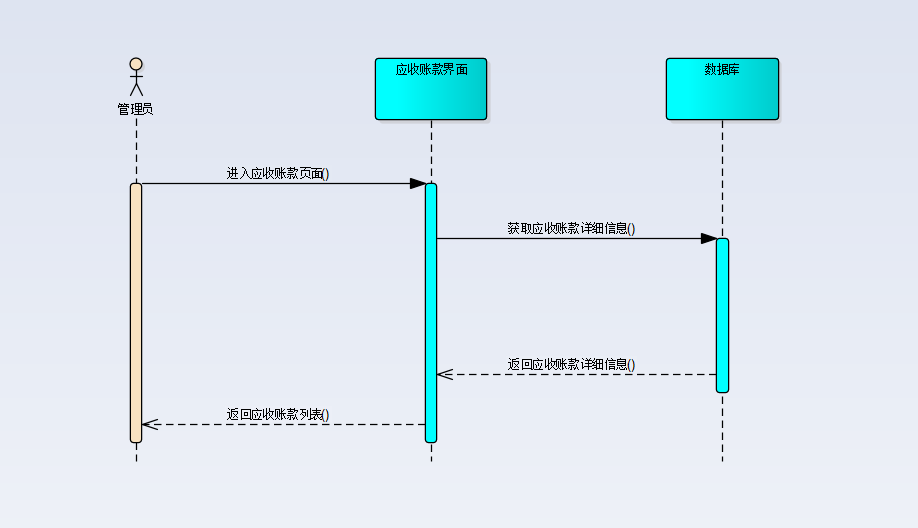 应收账款界面
数据库
管理员
进入应收账款页面()
获取应收账款详细信息()
返回应收账款详细信息()
返回应收账款列表()